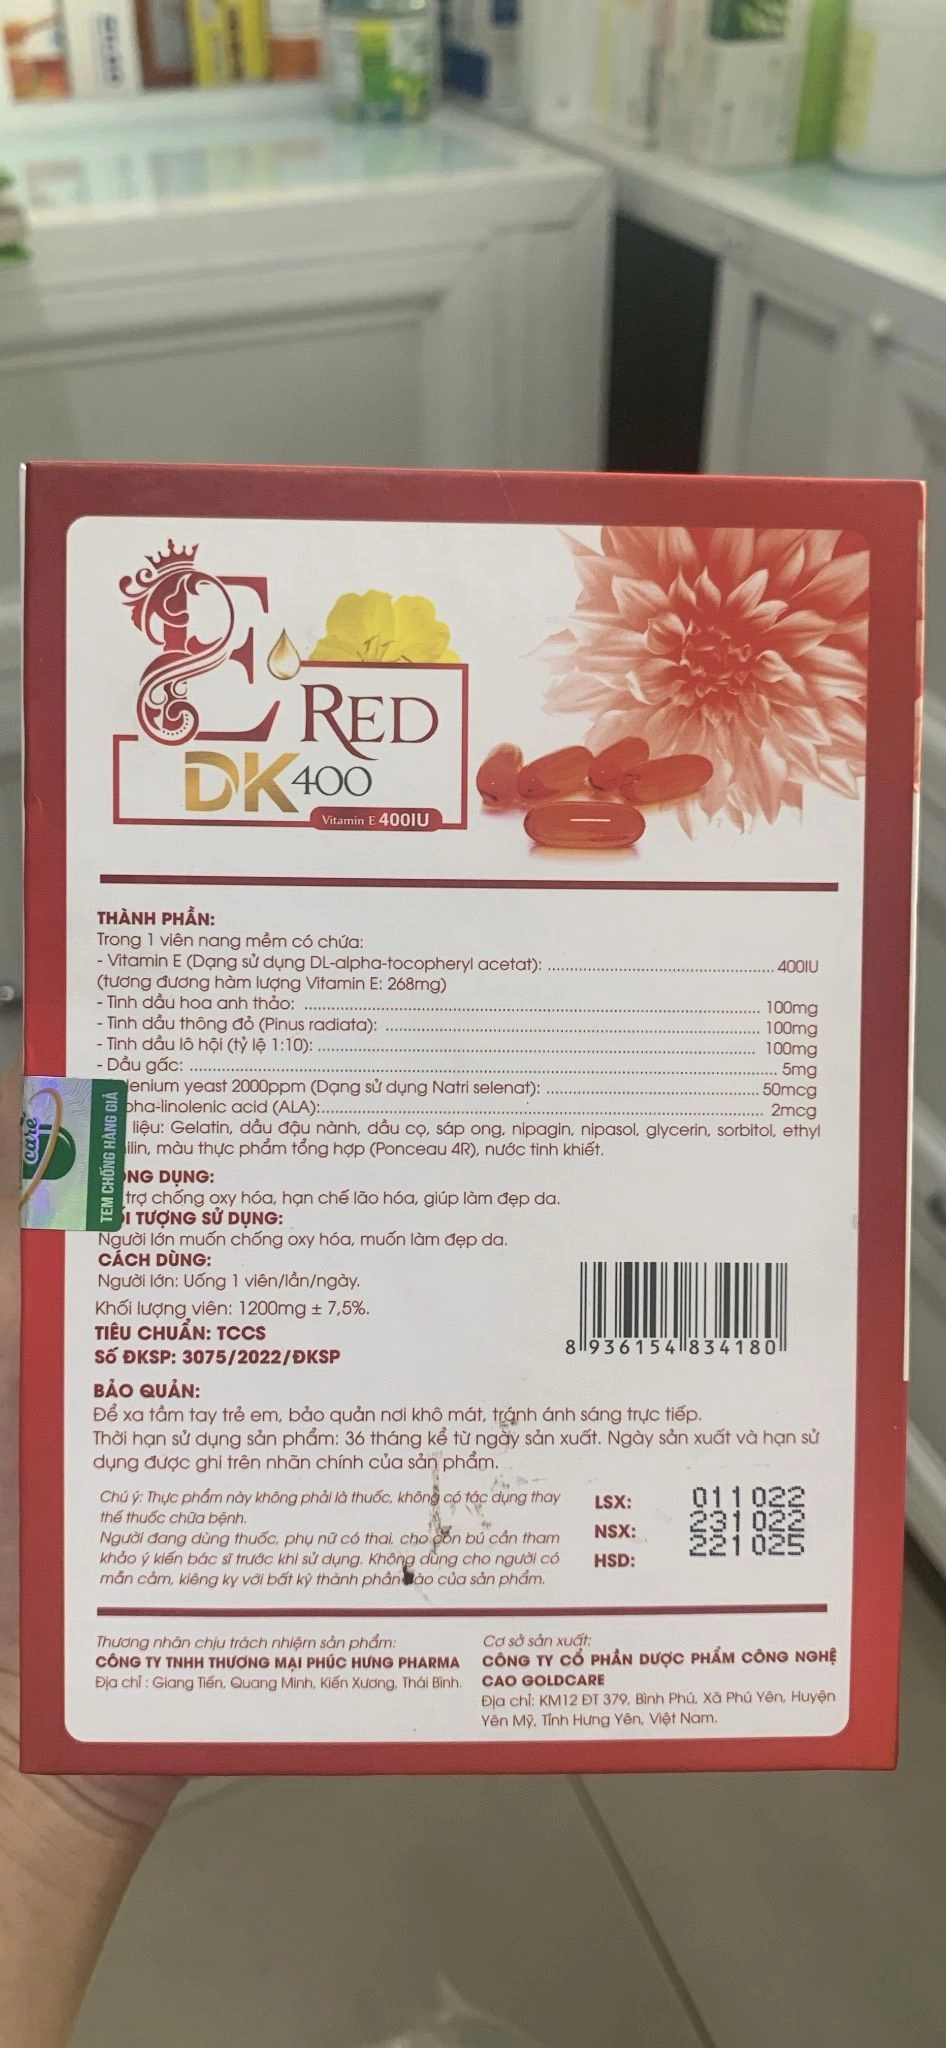 E RED
DK 400
Vitamin E 400IU
THÀNH PHẦN:
Trong 1 viên nang mềm có chứa:
- Vitamin E (Dạng sử dụng DL-alpha-tocopheryl acetat): ........ 400IU
(tương đương hàm lượng Vitamin E: 268mg)
- Tinh dầu hoa anh thảo: ........ 100mg
- Tinh dầu thông đỏ (Pinus radiata): ........ 100mg
- Tinh dầu lô hội (tỷ lệ 1:10): ........ 100mg
- Dầu gấc: ........ 5mg
lenium yeast 2000ppm (Dạng sử dụng Natri selenat): ........ 50mcg
pha-linolenic acid (ALA): ........ 2mcg
liệu: Gelatin, dầu đậu nành, dầu cọ, sáp ong, nipagin, nipasol, glycerin, sorbitol, ethyl
illin, màu thực phẩm tổng hợp (Ponceau 4R), nước tinh khiết.
NG DỤNG:
trợ chống oxy hóa, hạn chế lão hóa, giúp làm đẹp da.
I TƯỢNG SỬ DỤNG:
Người lớn muốn chống oxy hóa, muốn làm đẹp da.
CÁCH DÙNG:
Người lớn: Uống 1 viên/lần/ngày.
Khối lượng viên: 1200mg ± 7,5%.
TIÊU CHUẨN: TCCS
Số ĐKSP: 3075/2022/ĐKSP
care
TEM CHỐNG HÀNG GIẢ
8 936154 834180
BẢO QUẢN:
Để xa tầm tay trẻ em, bảo quản nơi khô mát, tránh ánh sáng trực tiếp.
Thời hạn sử dụng sản phẩm: 36 tháng kể từ ngày sản xuất. Ngày sản xuất và hạn sử
dụng được ghi trên nhãn chính của sản phẩm.
Chú ý: Thực phẩm này không phải là thuốc, không có tác dụng thay
thế thuốc chữa bệnh.
Người đang dùng thuốc, phụ nữ có thai, cho con bú cần tham
khảo ý kiến bác sĩ trước khi sử dụng. Không dùng cho người có
mẫn cảm, kiêng kỵ với bất kỳ thành phần nào của sản phẩm.
LSX: 011022
NSX: 231022
HSD: 221025
Thương nhân chịu trách nhiệm sản phẩm:
CÔNG TY TNHH THƯƠNG MẠI PHÚC HƯNG PHARMA
Địa chỉ : Giang Tiến, Quang Minh, Kiến Xương, Thái Bình.
Cơ sở sản xuất:
CÔNG TY CỔ PHẦN DƯỢC PHẨM CÔNG NGHỆ
CAO GOLDCARE
Địa chỉ: KM12 ĐT 379, Bình Phú, Xã Phú Yên, Huyện
Yên Mỹ, Tỉnh Hưng Yên, Việt Nam.